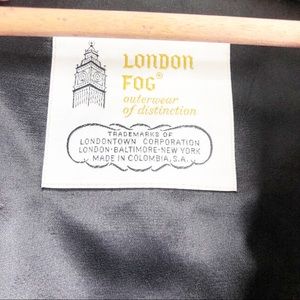 LONDON
FOG®
outerwear
of distinction
TRADEMARKS OF
LONDONTOWN CORPORATION
LONDON-BALTIMORE-NEW YORK
MADE IN COLOMBIA, S.A.